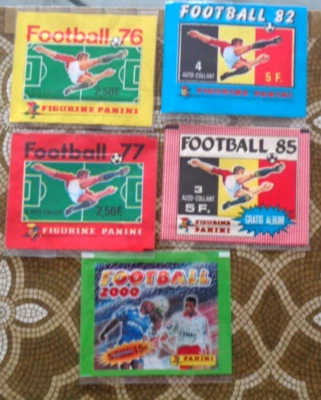 Football 76
2,50F
FIGURINE PANINI
FOOTBALL 82
4
AUTO-COLLANT
5 F.
FIGURINE PANINI
Football 77
2,50F
FIGURINE PANINI
FOOTBALL 85
3
AUTO-COLLANT
5 F.
FIGURINE
PANINI
GRATIS ALBUM
FOOTBALL
2000
PANINI